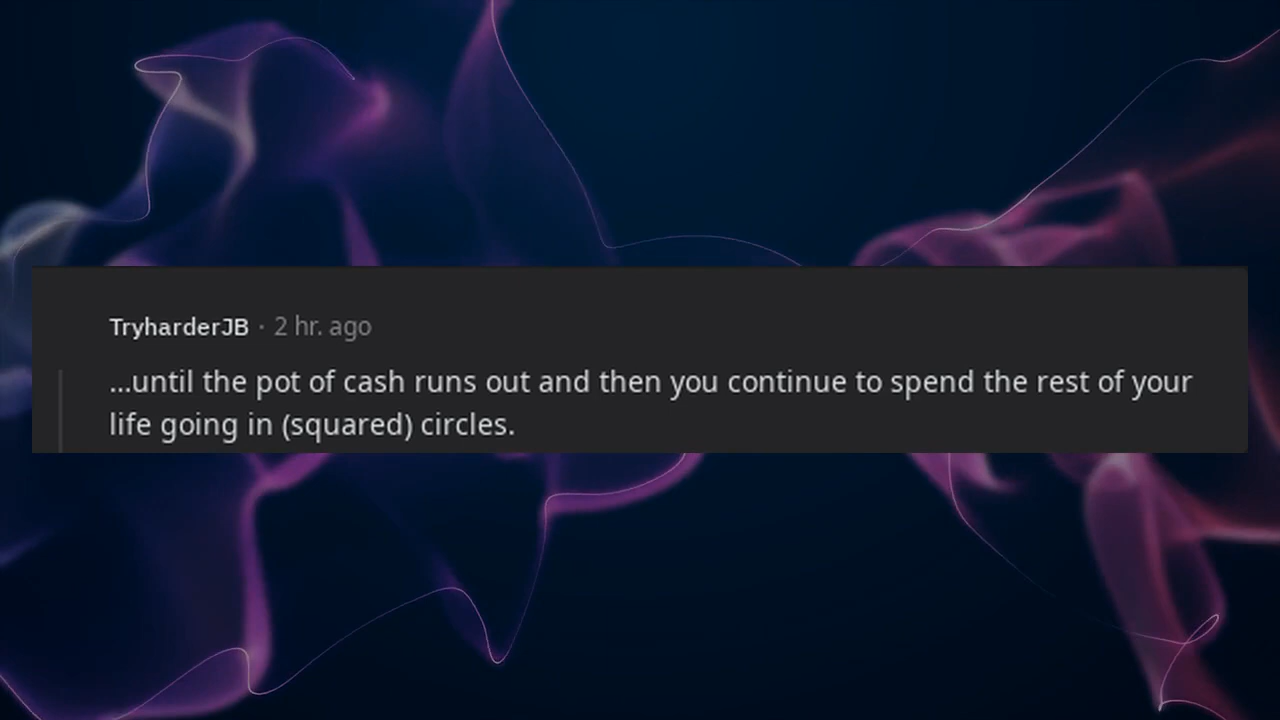 TryharderJB · 2 hr. ago
...until the pot of cash runs out and then you continue to spend the rest of your
life going in (squared) circles.